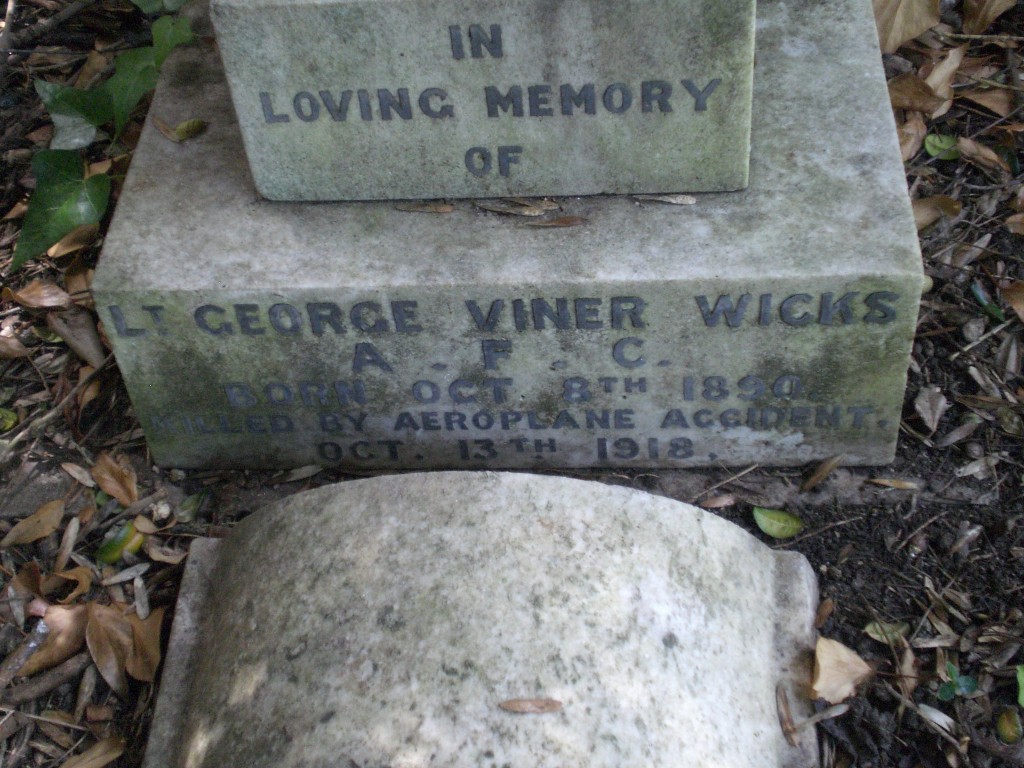 IN
LOVING MEMORY
OF
LT GEORGE VINER WICKS
A . F . C .
BORN OCT 8TH 1890
KILLED BY AEROPLANE ACCIDENT.
OCT. 13TH 1918.